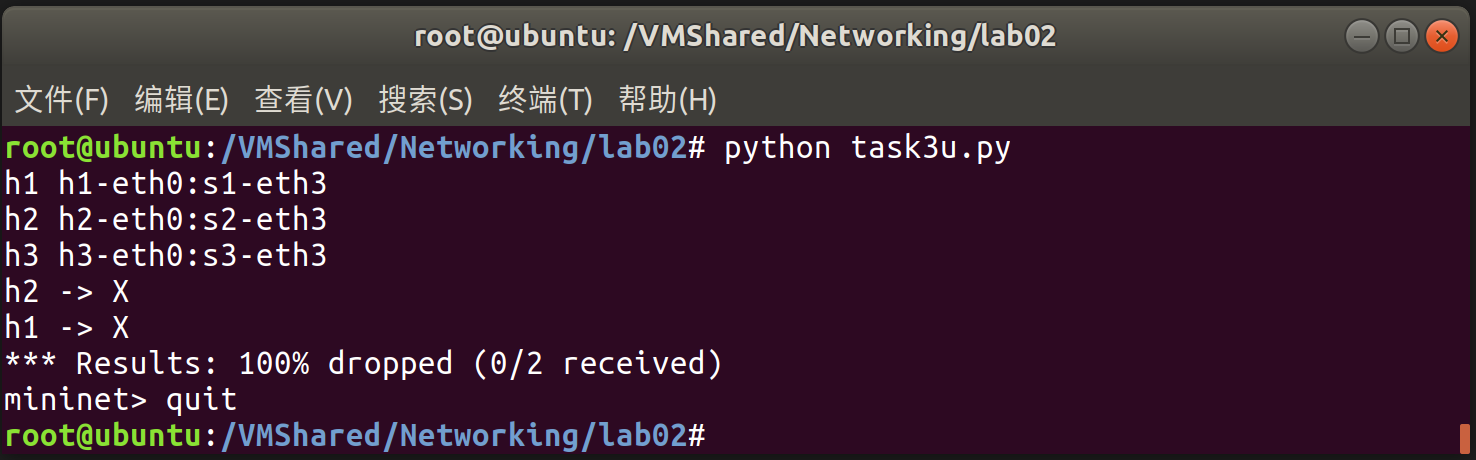 root@ubuntu: /VMShared/Networking/lab02
文件(F) 编辑(E) 查看(V) 搜索(S) 终端(T) 帮助(H)
root@ubuntu:/VMShared/Networking/lab02# python task3u.py
h1 h1-eth0:s1-eth3
h2 h2-eth0:s2-eth3
h3 h3-eth0:s3-eth3
h2 -> X
h1 -> X
*** Results: 100% dropped (0/2 received)
mininet> quit
root@ubuntu:/VMShared/Networking/lab02#